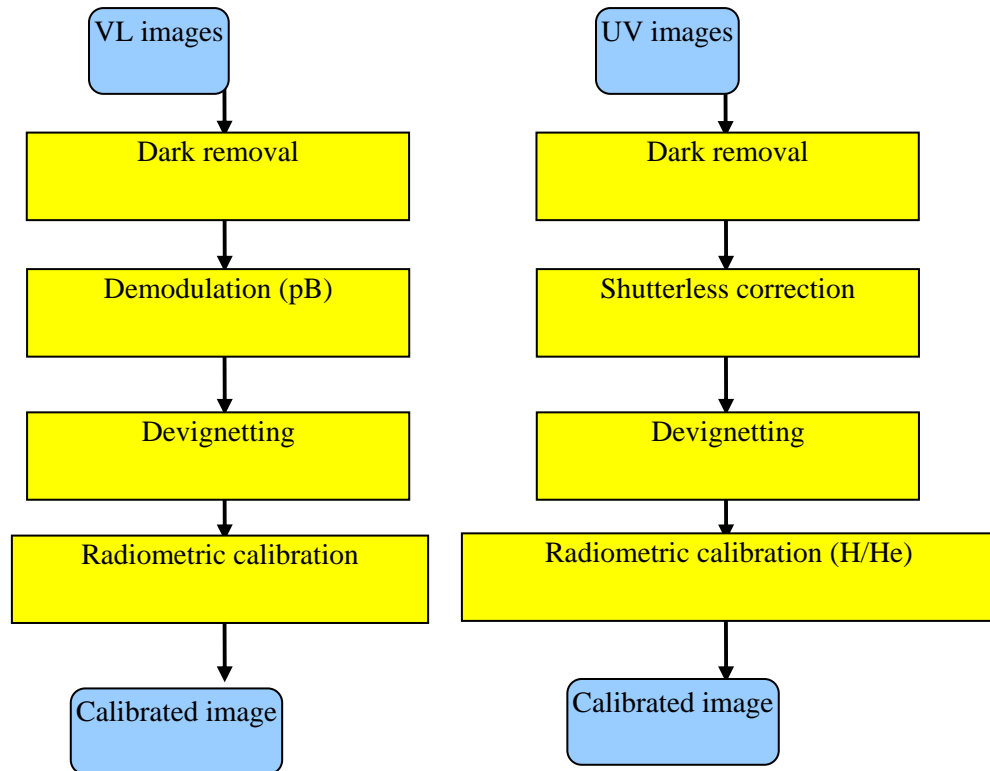 VL images
Dark removal
Demodulation (pB)
Devignetting
Radiometric calibration
Calibrated image
UV images
Dark removal
Shutterless correction
Devignetting
Radiometric calibration (H/He)
Calibrated image